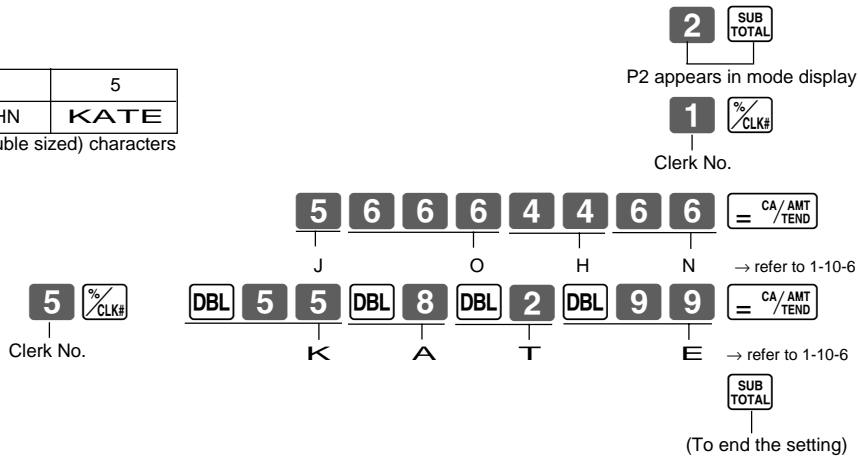 2 SUB TOTAL
P2 appears in mode display
5
HN KATE
uble sized) characters
1 %/CLK#
Clerk No.
5 6 6 6 4 4 6 6 = CA/AMT TEND
J O H N → refer to 1-10-6
5 %/CLK# DBL 5 5 DBL 8 DBL 2 DBL 9 9 = CA/AMT TEND
Clerk No. K A T E → refer to 1-10-6
SUB TOTAL
(To end the setting)